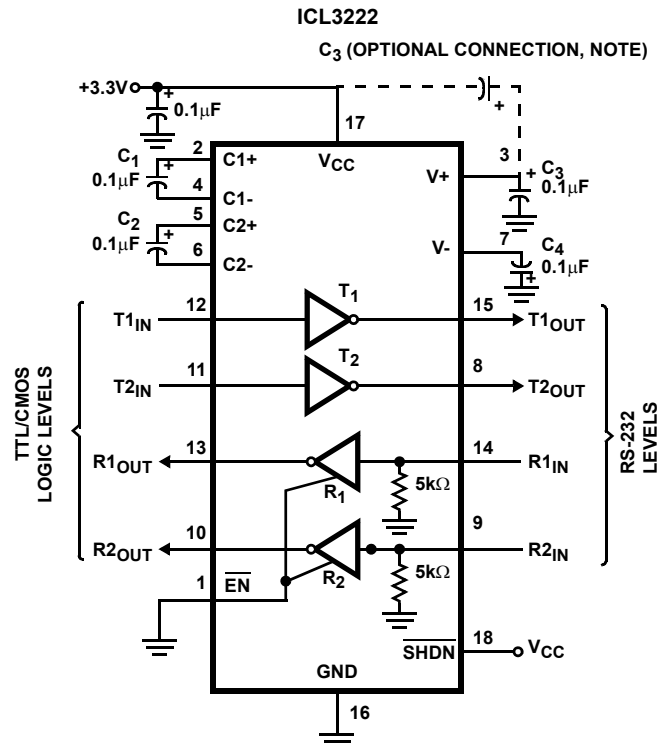 ICL3222
C3 (OPTIONAL CONNECTION, NOTE)
+3.3V
+
0.1μF
+
17
2
C1+
VCC
3
C1
0.1μF
+
4
C1-
V+
+
C3
0.1μF
C2
0.1μF
+
5
C2+
6
C2-
V-
7
C4
0.1μF
+
T1IN
12
T1
15
T1OUT
T2IN
11
T2
8
T2OUT
TTL/CMOS
LOGIC LEVELS
RS-232
LEVELS
R1OUT
13
R1
14
R1IN
5kΩ
R2OUT
10
R2
9
R2IN
5kΩ
1
EN
SHDN
18
VCC
GND
16